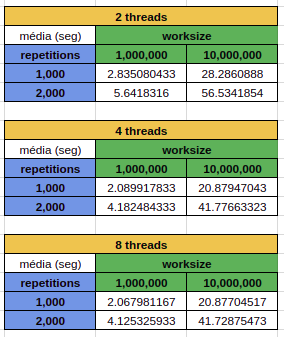 2 threads
média (seg) worksize
repetitions 1,000,000 10,000,000
1,000 2.835080433 28.2860888
2,000 5.6418316 56.5341854
4 threads
média (seg) worksize
repetitions 1,000,000 10,000,000
1,000 2.089917833 20.87947043
2,000 4.182484333 41.77663323
8 threads
média (seg) worksize
repetitions 1,000,000 10,000,000
1,000 2.067981167 20.87704517
2,000 4.125325933 41.72875473